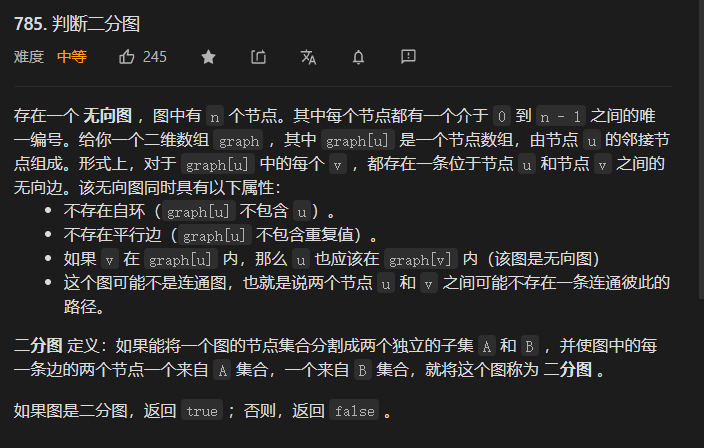 785. 判断二分图
难度 中等 245
存在一个 无向图 ，图中有 n 个节点。其中每个节点都有一个介于 0 到 n - 1 之间的唯
一编号。给你一个二维数组 graph ，其中 graph[u] 是一个节点数组，由节点 u 的邻接节
点组成。形式上，对于 graph[u] 中的每个 v ，都存在一条位于节点 u 和节点 v 之间的
无向边。该无向图同时具有以下属性：
• 不存在自环（graph[u] 不包含 u）。
• 不存在平行边（graph[u] 不包含重复值）。
• 如果 v 在 graph[u] 内，那么 u 也应该在 graph[v] 内（该图是无向图）
• 这个图可能不是连通图，也就是说两个节点 u 和 v 之间可能不存在一条连通彼此的
路径。
二分图 定义：如果能将一个图的节点集合分割成两个独立的子集 A 和 B ，并使图中的每
一条边的两个节点一个来自 A 集合，一个来自 B 集合，就将这个图称为 二分图 。
如果图是二分图，返回 true ；否则，返回 false 。